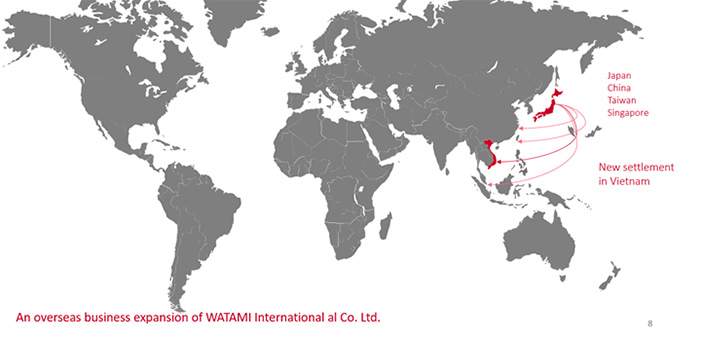 Japan
China
Taiwan
Singapore
New settlement
in Vietnam
An overseas business expansion of WATAMI International al Co. Ltd.
8